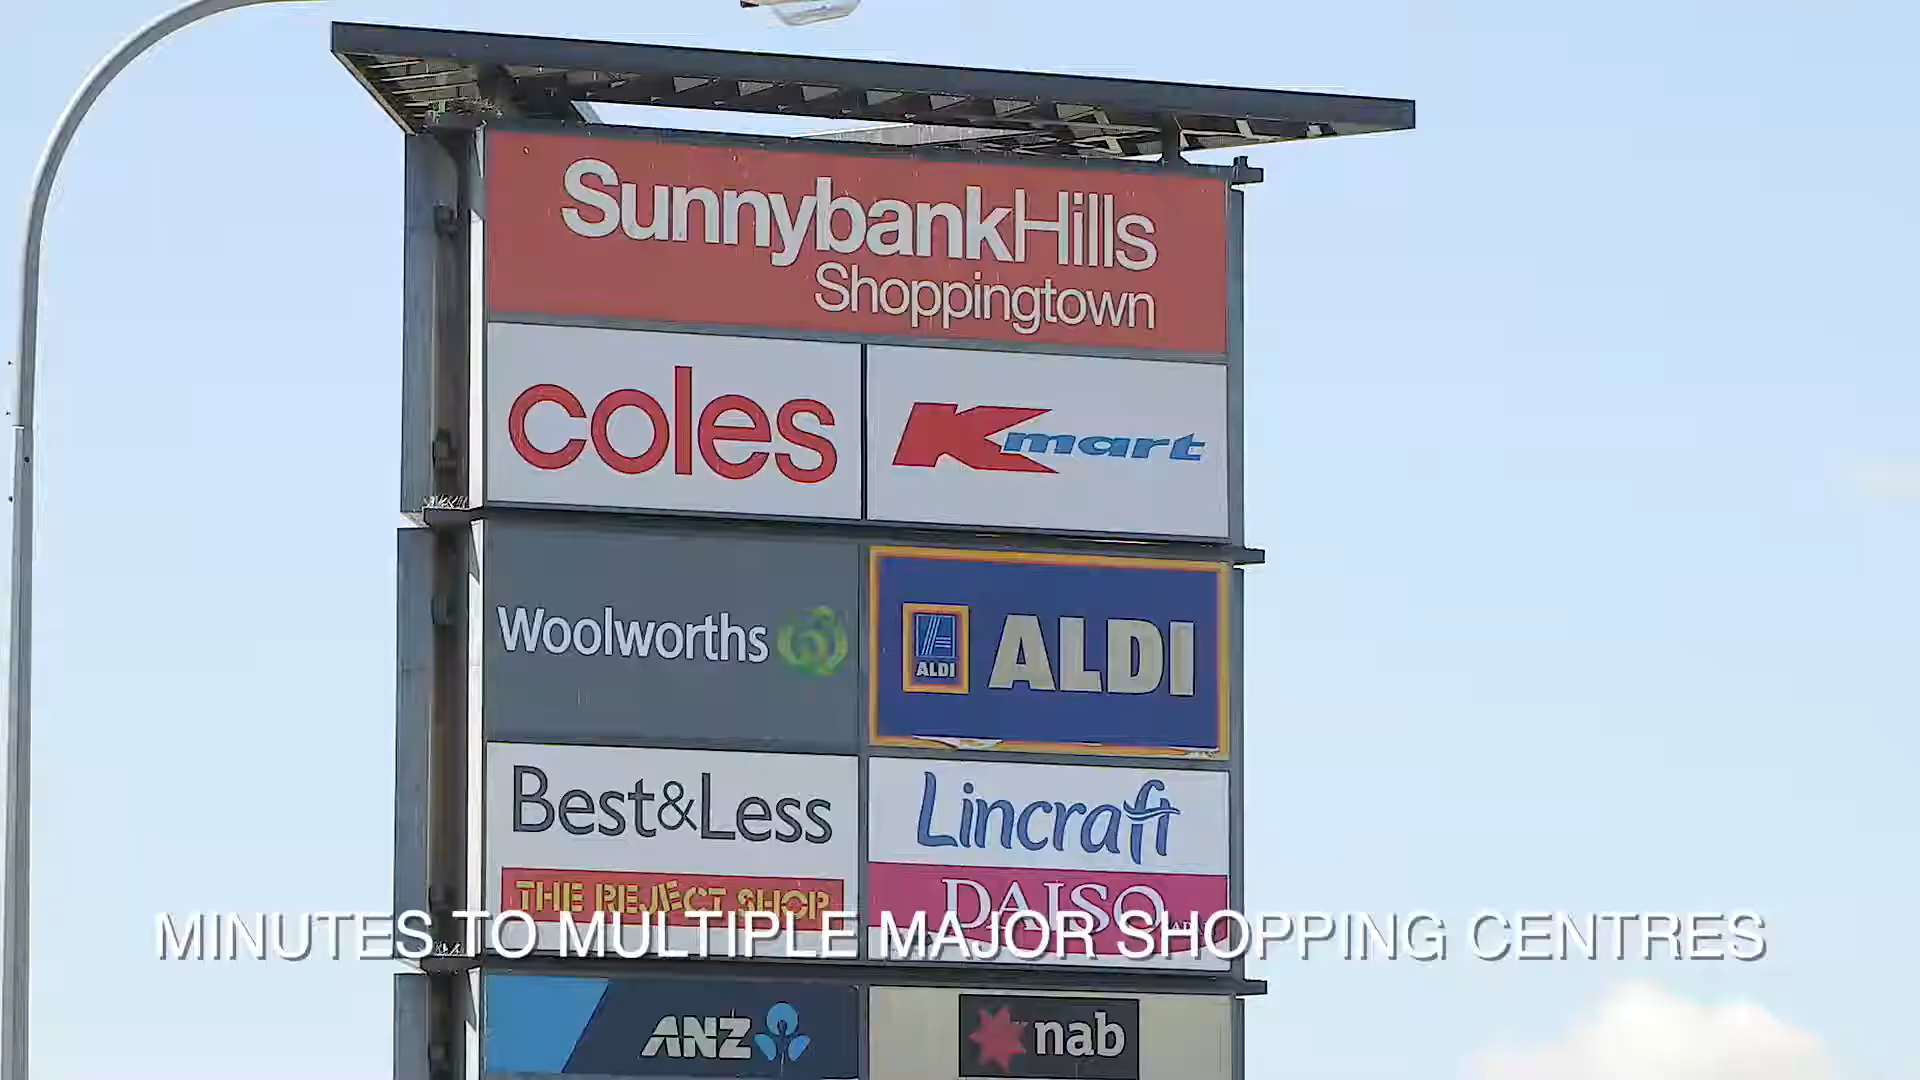 SunnybankHills
Shoppingtown
coles
Kmart
Woolworths
ALDI
ALDI
Best&Less
Lincraft
THE REJECT SHOP
DAISO
MINUTES TO MULTIPLE MAJOR SHOPPING CENTRES
ANZ
nab